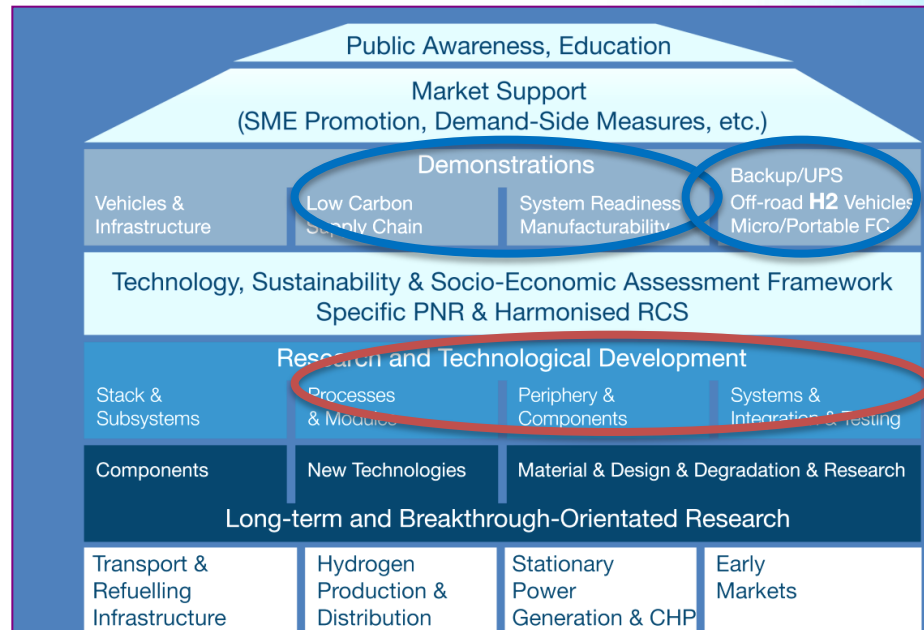 Public Awareness, Education
Market Support
(SME Promotion, Demand-Side Measures, etc.)
Demonstrations
Vehicles &
Infrastructure
Low Carbon
Supply Chain
System Readiness
Manufacturability
Backup/UPS
Off-road H2 Vehicles
Micro/Portable FC
Technology, Sustainability & Socio-Economic Assessment Framework
Specific PNR & Harmonised RCS
Research and Technological Development
Stack &
Subsystems
Processes
& Modules
Periphery &
Components
Systems &
Integration & Testing
Components
New Technologies
Material & Design & Degradation & Research
Long-term and Breakthrough-Orientated Research
Transport &
Refuelling
Infrastructure
Hydrogen
Production &
Distribution
Stationary
Power
Generation & CHP
Early
Markets